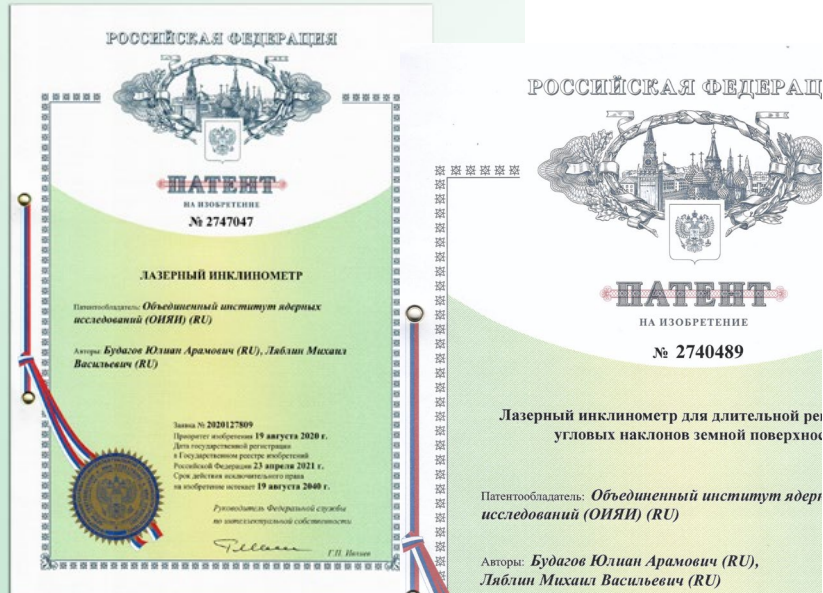 РОССИЙСКАЯ ФЕДЕРАЦИЯ
ПАТЕНТ
НА ИЗОБРЕТЕНИЕ
№ 2747047
ЛАЗЕРНЫЙ ИНКЛИНОМЕТР
Патентообладатель: Объединенный институт ядерных
исследований (ОИЯИ) (RU)
Авторы: Будагов Юлиан Арамович (RU), Ляблин Михаил
Васильевич (RU)
Заявка № 2020127809
Приоритет изобретения 19 августа 2020 г.
Дата государственной регистрации
в Государственном реестре изобретений
Российской Федерации 23 апреля 2021 г.
Срок действия исключительного права
на изобретение истекает 19 августа 2040 г.
Руководитель Федеральной службы
по интеллектуальной собственности
Г.П. Ивлиев
РОССИЙСКАЯ ФЕДЕРАЦ
ПАТЕНТ
НА ИЗОБРЕТЕНИЕ
№ 2740489
Лазерный инклинометр для длительной ре
угловых наклонов земной поверхнос
Патентообладатель: Объединенный институт ядерн
исследований (ОИЯИ) (RU)
Авторы: Будагов Юлиан Арамович (RU),
Ляблин Михаил Васильевич (RU)